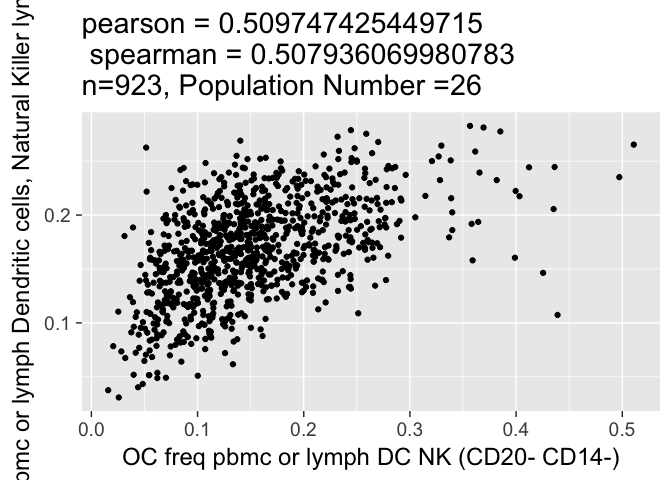 pearson = 0.509747425449715
spearman = 0.507936069980783
n=923, Population Number =26
bmc or lymph Dendritic cells, Natural Killer lyn
0.2
0.1
0.0 0.1 0.2 0.3 0.4 0.5
OC freq pbmc or lymph DC NK (CD20- CD14-)